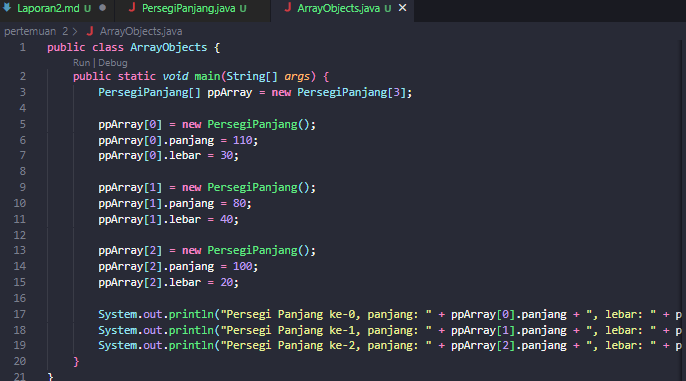 Laporan2.md U
PersegiPanjang.java U
ArrayObjects.java U
pertemuan 2 > ArrayObjects.java
1 public class ArrayObjects {
Run | Debug
2 public static void main(String[] args) {
3 PersegiPanjang[] ppArray = new PersegiPanjang[3];
4
5 ppArray[0] = new PersegiPanjang();
6 ppArray[0].panjang = 110;
7 ppArray[0].lebar = 30;
8
9 ppArray[1] = new PersegiPanjang();
10 ppArray[1].panjang = 80;
11 ppArray[1].lebar = 40;
12
13 ppArray[2] = new PersegiPanjang();
14 ppArray[2].panjang = 100;
15 ppArray[2].lebar = 20;
16
17 System.out.println("Persegi Panjang ke-0, panjang: " + ppArray[0].panjang + ", lebar: " + p
18 System.out.println("Persegi Panjang ke-1, panjang: " + ppArray[1].panjang + ", lebar: " + p
19 System.out.println("Persegi Panjang ke-2, panjang: " + ppArray[2].panjang + ", lebar: " + p
20 }
21 }